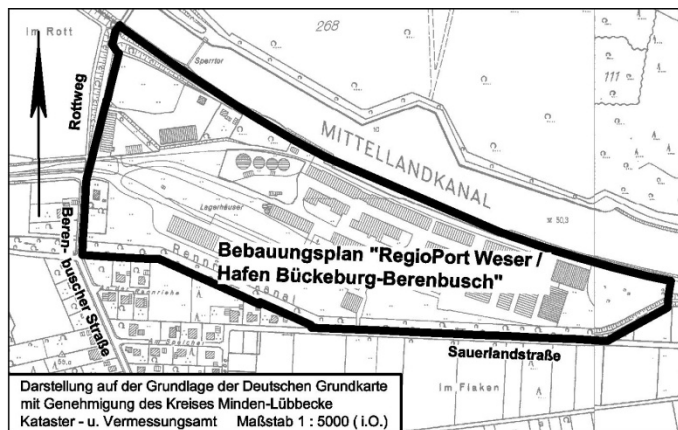 Im Rott
268
Sperrtor
111
Rottweg
MITTELLANDKANAL
Lagerhäuser
50,3
Beren-
buscher Straße
Bebauungsplan "RegioPort Weser /
Hafen Bückeburg-Berenbusch"
Sauerlandstraße
Im Flaken
Darstellung auf der Grundlage der Deutschen Grundkarte
mit Genehmigung des Kreises Minden-Lübbecke
Kataster - u. Vermessungsamt Maßstab 1 : 5000 ( i.O.)